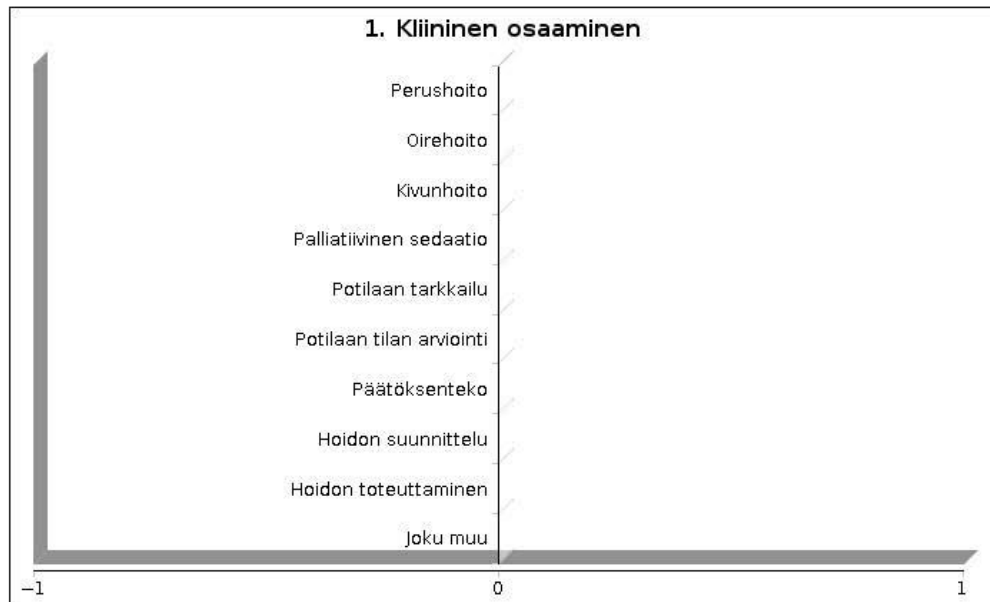 1. Kliininen osaaminen
Perushoito
Oirehoito
Kivunhoito
Palliatiivinen sedaatio
Potilaan tarkkailu
Potilaan tilan arviointi
Päätöksenteko
Hoidon suunnittelu
Hoidon toteuttaminen
Joku muu
−1 0 1